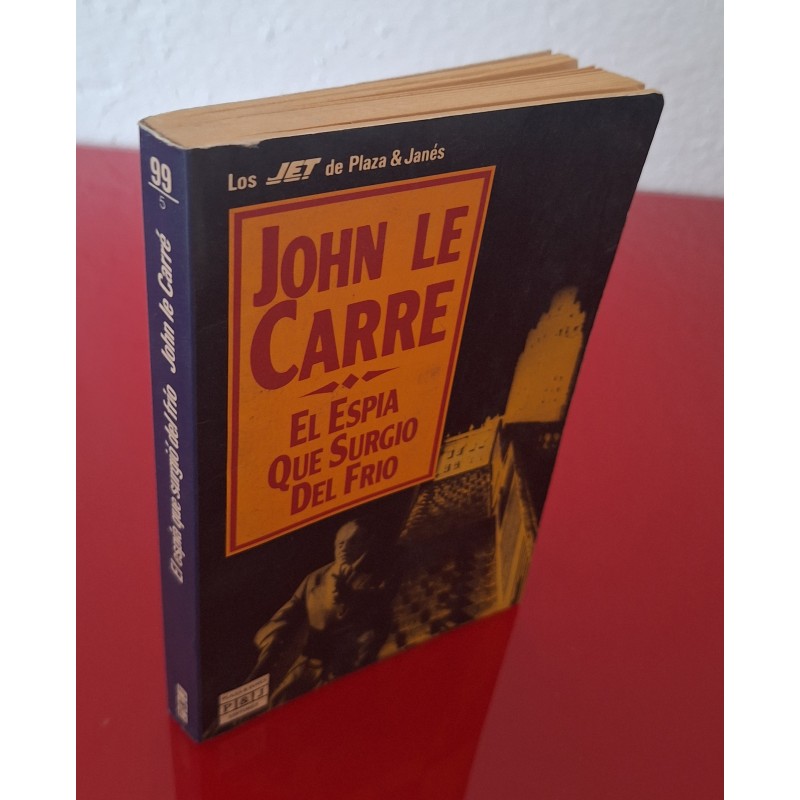 Los JET de Plaza & Janés
JOHN LE
CARRE
EL ESPIA
QUE SURGIO
DEL FRIO
P & J
99
5
El espía que surgió del frío John le Carré